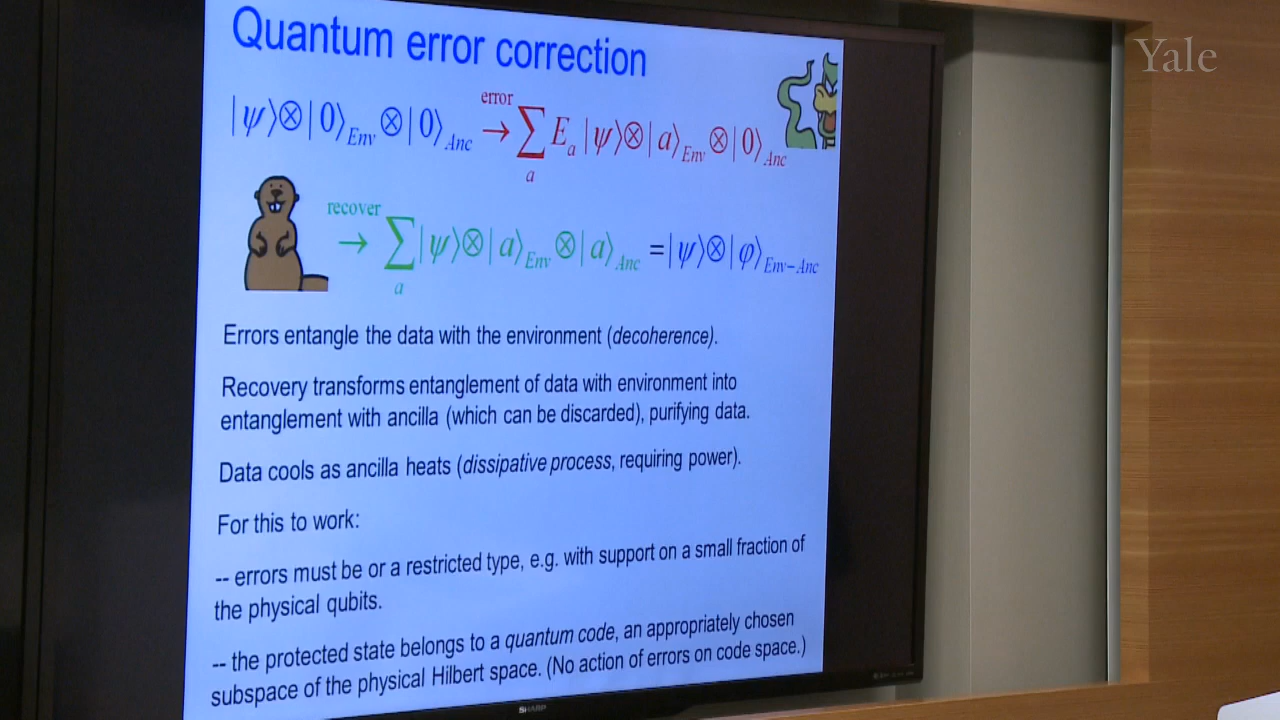 Quantum error correction
Yale
|ψ⟩⊗|0⟩_Env ⊗|0⟩_Anc →^error ∑_a E_a |ψ⟩⊗|a⟩_Env ⊗|0⟩_Anc
→^recover ∑_a |ψ⟩⊗|a⟩_Env ⊗|a⟩_Anc =|ψ⟩⊗|φ⟩_Env−Anc
Errors entangle the data with the environment (decoherence).
Recovery transforms entanglement of data with environment into
entanglement with ancilla (which can be discarded), purifying data.
Data cools as ancilla heats (dissipative process, requiring power).
For this to work:
-- errors must be or a restricted type, e.g. with support on a small fraction of
the physical qubits.
-- the protected state belongs to a quantum code, an appropriately chosen
subspace of the physical Hilbert space. (No action of errors on code space.)
SHARP